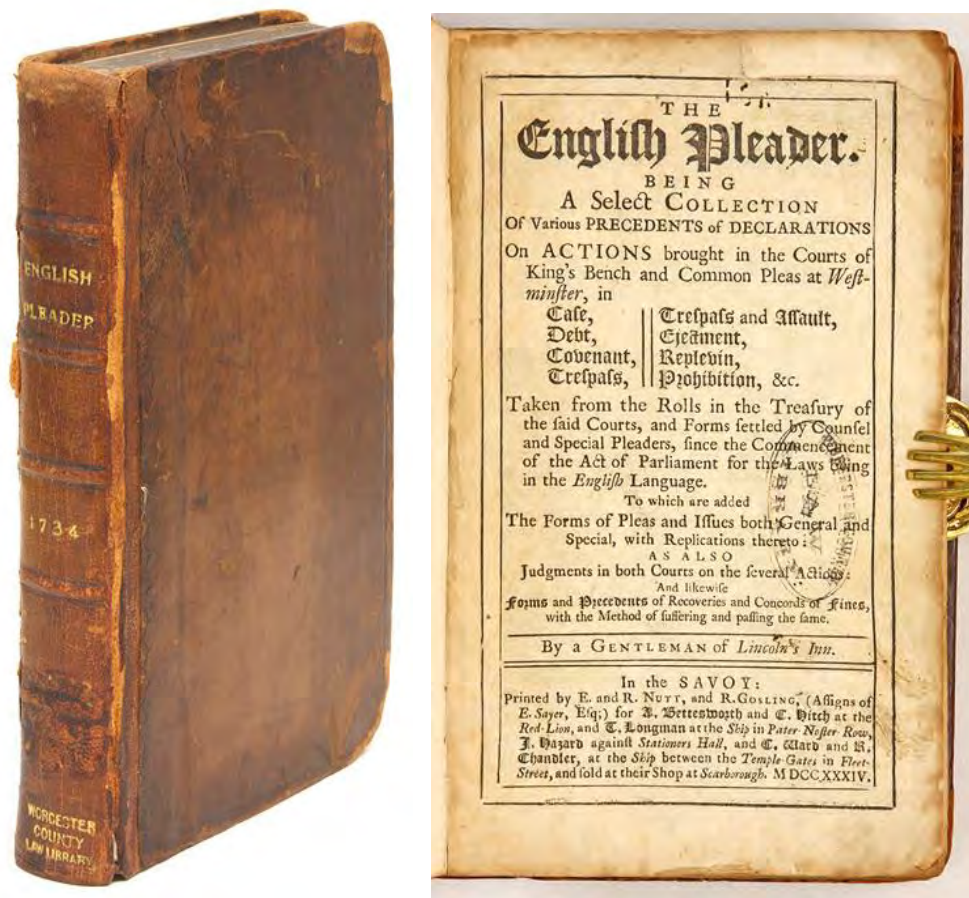 ENGLISH
PLEADER
1734
WORCESTER
COUNTY
LAW LIBRARY
THE
Engliſh Pleader.
BEING
A Select COLLECTION
Of Various PRECEDENTS of DECLARATIONS
On ACTIONS brought in the Courts of
King's Bench and Common Pleas at Weſt-
minſter, in
Caſe, Treſpaſs and Aſſault,
Debt, Ejectment,
Covenant, Replevin,
Treſpaſs, Prohibition, &c.
Taken from the Rolls in the Treaſury of
the ſaid Courts, and Forms ſettled by Counſel
and Special Pleaders, ſince the Commencement
of the Act of Parliament for the Laws being
in the Engliſh Language.
To which are added
The Forms of Pleas and Iſſues both General and
Special, with Replications thereto:
AS ALSO
Judgments in both Courts on the ſeveral Actions:
And likewiſe
Forms and Precedents of Recoveries and Concords of Fines,
with the Method of ſuffering and paſſing the ſame.
By a GENTLEMAN of Lincoln's Inn.
In the SAVOY:
Printed by E. and R. NUTT, and R. GOSLING, (Aſſigns of
E. Sayer, Eſq;) for A. Betteſworth and C. Hitch at the
Red-Lion, and T. Longman at the Ship in Pater-Noſter-Row,
J. Hazard againſt Stationers Hall, and C. Ward and R.
Chandler, at the Ship between the Temple-Gates in Fleet-
Street, and ſold at their Shop at Scarborough. M DCC,XXXIV.